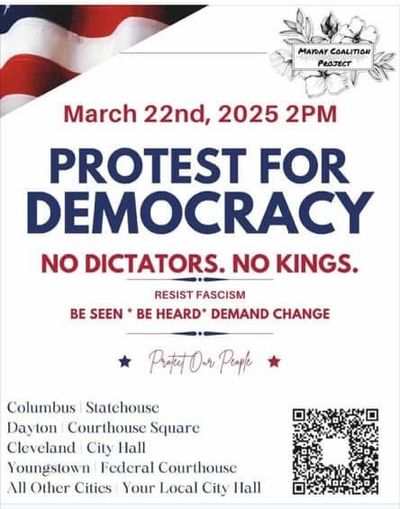 MAYDAY COALITION
PROJECT
March 22nd, 2025 2PM
PROTEST FOR
DEMOCRACY
NO DICTATORS. NO KINGS.
RESIST FASCISM
BE SEEN * BE HEARD* DEMAND CHANGE
Protect Our People
Columbus | Statehouse
Dayton | Courthouse Square
Cleveland | City Hall
Youngstown | Federal Courthouse
All Other Cities | Your Local City Hall